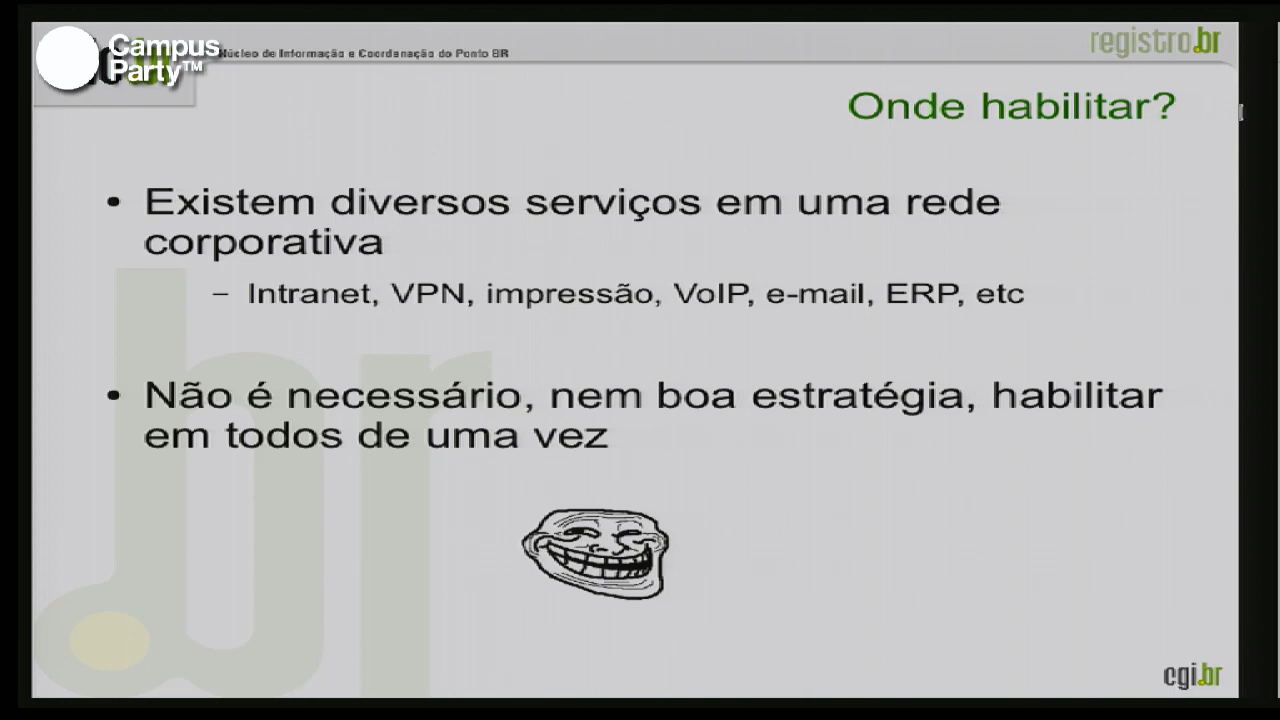 Campus
Party™
Núcleo de Informação e Coordenação do Ponto BR
registro.br
Onde habilitar?
• Existem diversos serviços em uma rede
corporativa
– Intranet, VPN, impressão, VoIP, e-mail, ERP, etc
• Não é necessário, nem boa estratégia, habilitar
em todos de uma vez
cgi.br